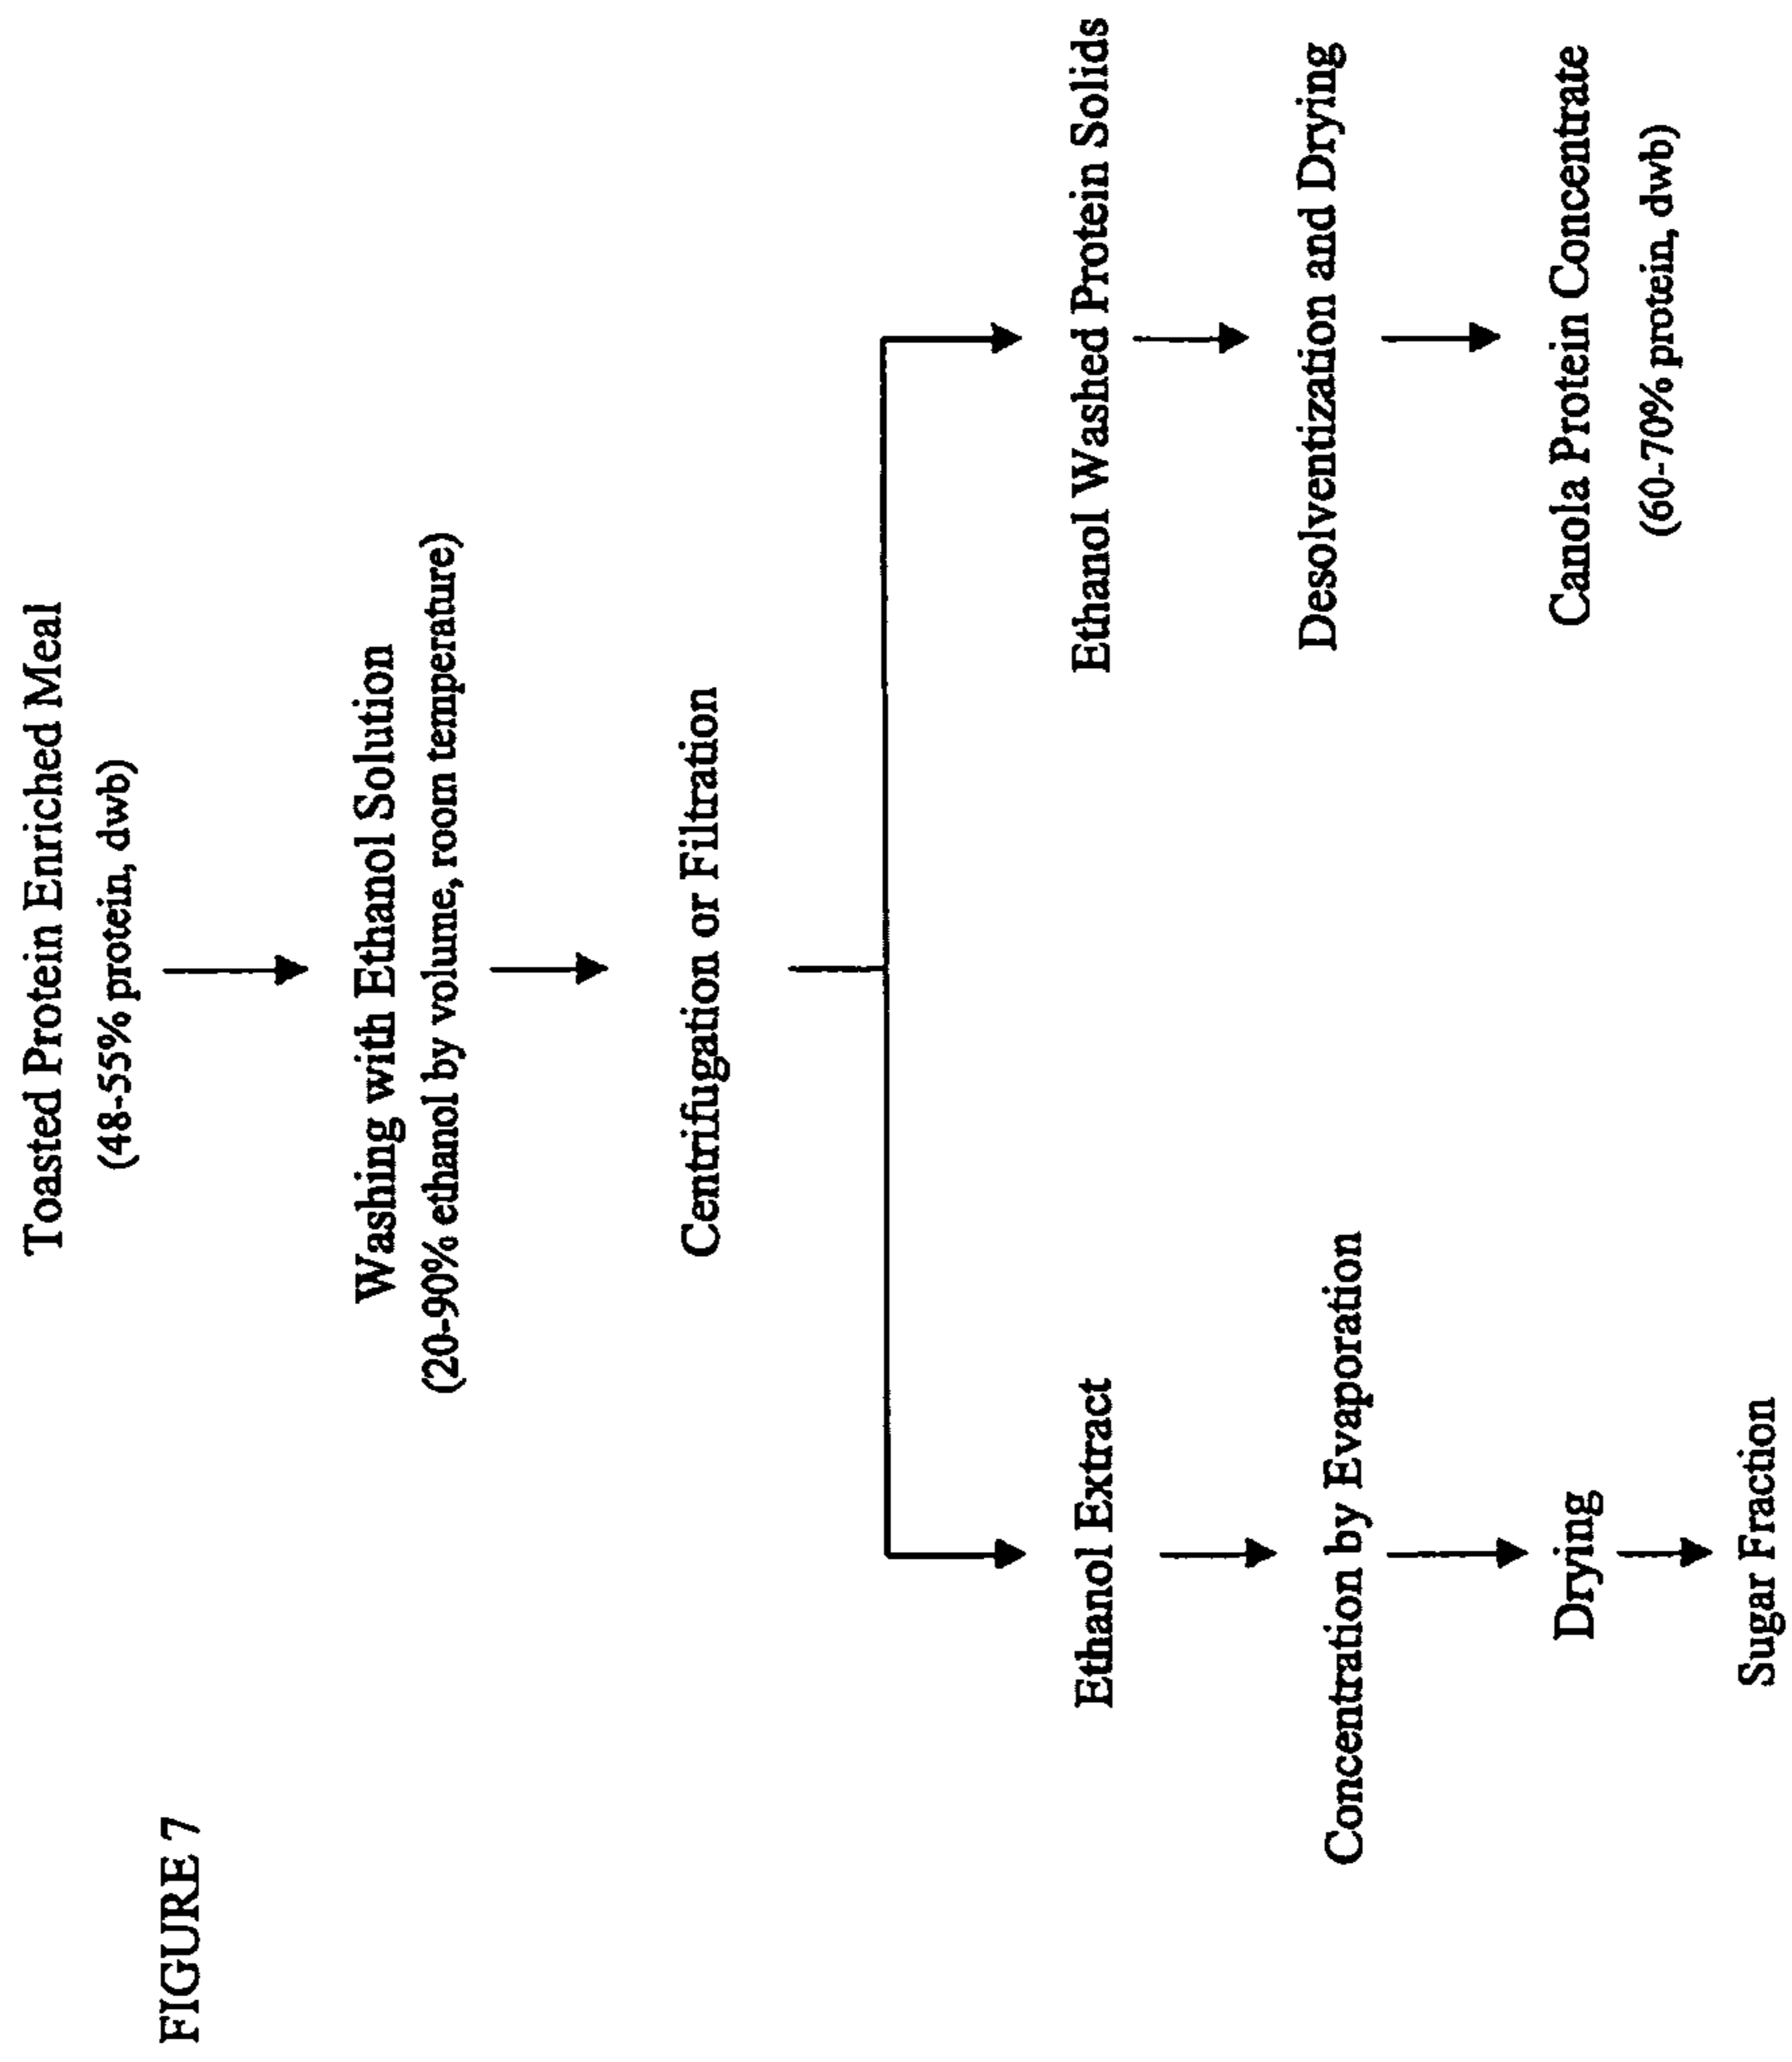 FIGURE 7
Toasted Protein Enriched Meal
(48-55% protein, dwb)
Washing with Ethanol Solution
(20-90% ethanol by volume, room temperature)
Centrifugation or Filtration
Ethanol Extract
Concentration by Evaporation
Drying
Sugar Fraction
Ethanol Washed Protein Solids
Desolventization and Drying
Canola Protein Concentrate
(60-70% protein, dwb)